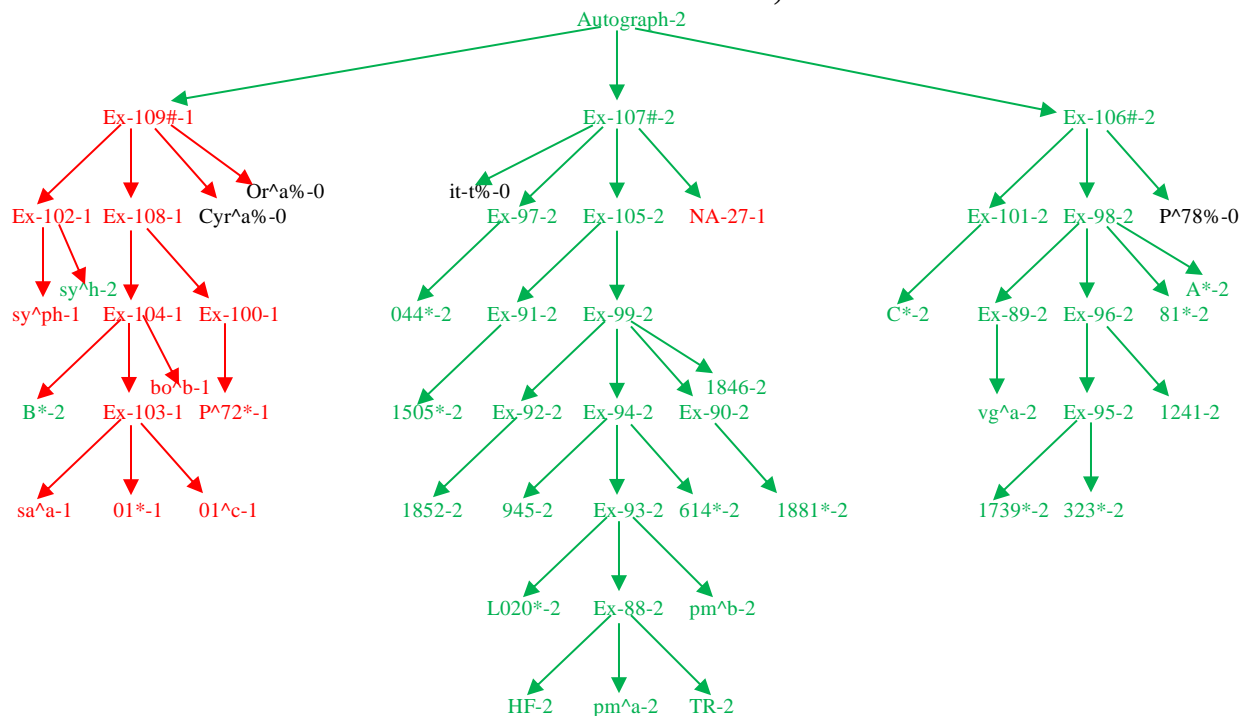 )
Autograph-2
Ex-109#-1 Ex-107#-2 Ex-106#-2
Or^a%-0 it-t%-0
Ex-102-1 Ex-108-1 Cyr^a%-0 Ex-97-2 Ex-105-2 NA-27-1 Ex-101-2 Ex-98-2 P^78%-0
sy^h-2 A*-2
sy^ph-1 Ex-104-1 Ex-100-1 044*-2 Ex-91-2 Ex-99-2 C*-2 Ex-89-2 Ex-96-2 81*-2
bo^b-1 1846-2
B*-2 Ex-103-1 P^72*-1 1505*-2 Ex-92-2 Ex-94-2 Ex-90-2 vg^a-2 Ex-95-2 1241-2
sa^a-1 01*-1 01^c-1 1852-2 945-2 Ex-93-2 614*-2 1881*-2 1739*-2 323*-2
L020*-2 Ex-88-2 pm^b-2
HF-2 pm^a-2 TR-2